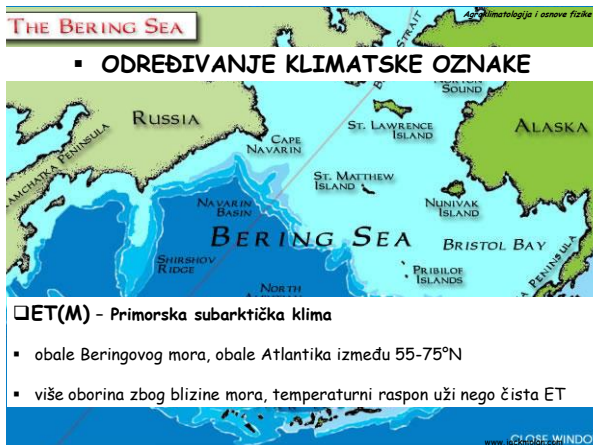 THE BERING SEA
Agroklimatologija i osnove fizike
STRAIT
▪ ODREĐIVANJE KLIMATSKE OZNAKE
NORTON
SOUND
RUSSIA
ST. LAWRENCE
ISLAND
ALASKA
CAPE
NAVARIN
KAMCHATKA PENINSULA
ST. MATTHEW
ISLAND
NAVARIN
BASIN
NUNIVAK
ISLAND
BERING SEA
BRISTOL BAY
SHIRSHOV
RIDGE
PRIBILOF
ISLANDS
PENINSULA
NORTH
❑ET(M) – Primorska subarktička klima
▪ obale Beringovog mora, obale Atlantika između 55-75°N
▪ više oborina zbog blizine mora, temperaturni raspon uži nego čista ET
CLOSE WINDO